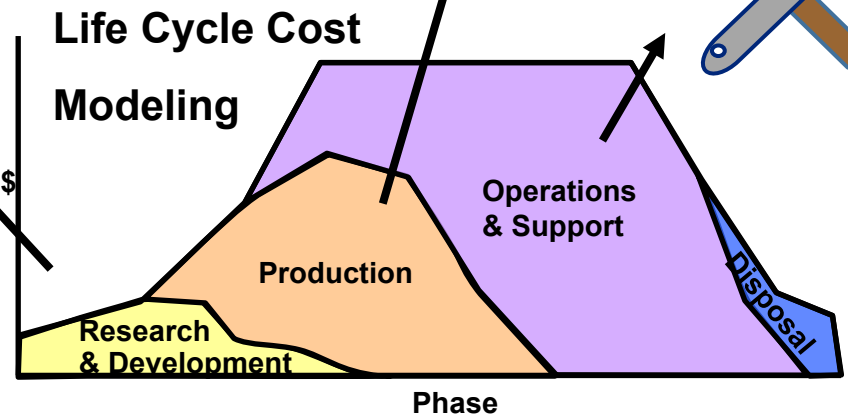 Life Cycle Cost
Modeling
$
Operations
& Support
Production
Disposal
Research
& Development
Phase